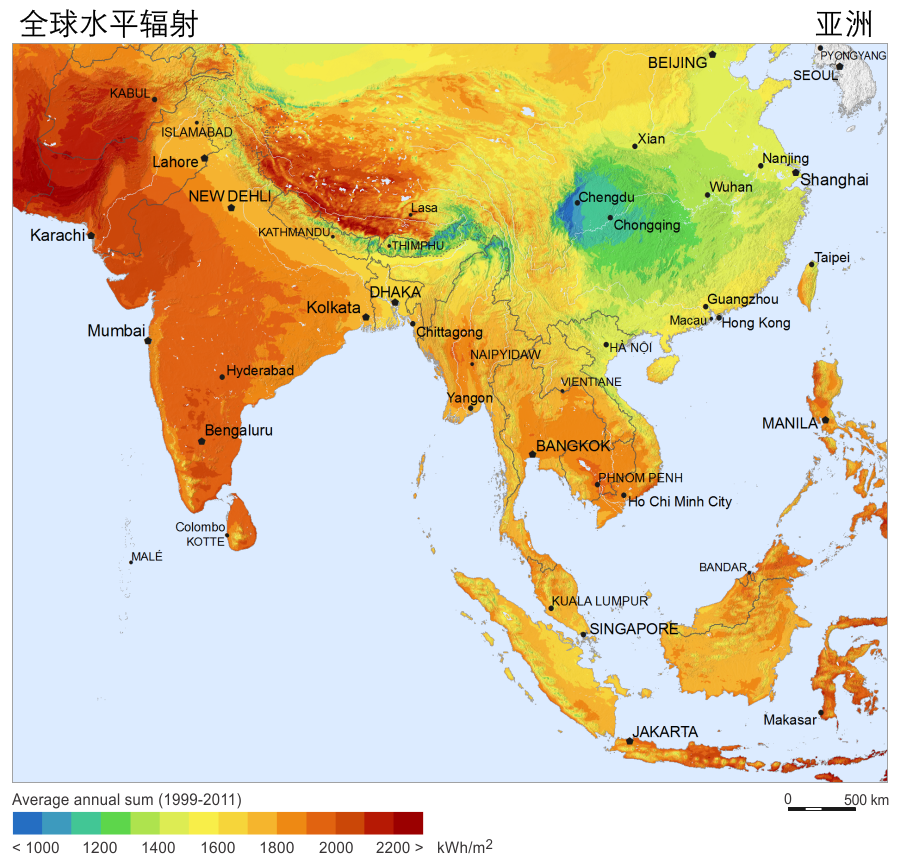 全球水平辐射
亚洲
BEIJING
PYONGYANG
SEOUL
KABUL
ISLAMABAD
Xian
Lahore
Nanjing
Shanghai
NEW DEHLI
Chengdu
Wuhan
Lasa
Chongqing
Karachi
KATHMANDU
THIMPHU
Taipei
DHAKA
Kolkata
Guangzhou
Macau
Hong Kong
Mumbai
Chittagong
HÀ NỘI
NAIPYIDAW
Hyderabad
VIENTIANE
Yangon
MANILA
Bengaluru
BANGKOK
PHNOM PENH
Ho Chi Minh City
Colombo
KOTTE
MALÉ
BANDAR
KUALA LUMPUR
SINGAPORE
Makasar
JAKARTA
Average annual sum (1999-2011)
0 500 km
< 1000 1200 1400 1600 1800 2000 2200 > kWh/m2